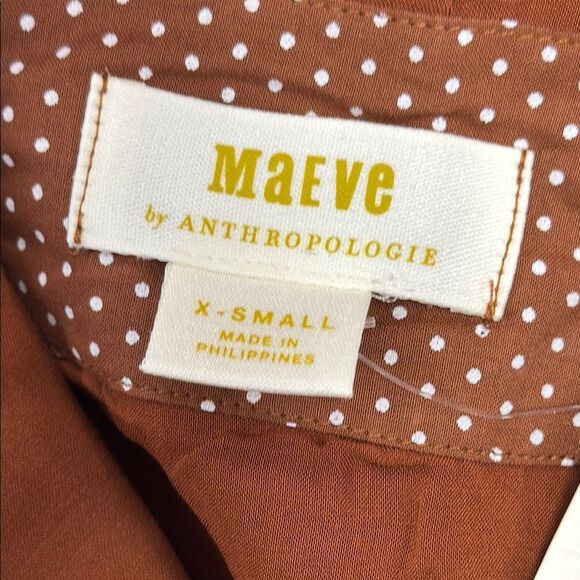 MaEVe
by ANTHROPOLOGIE
X-SMALL
MADE IN
PHILIPPINES